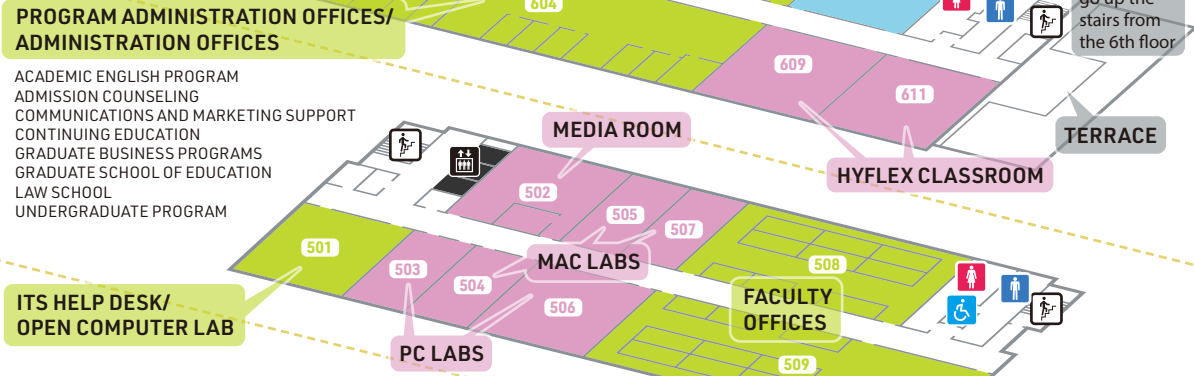 PROGRAM ADMINISTRATION OFFICES/
ADMINISTRATION OFFICES
ACADEMIC ENGLISH PROGRAM
ADMISSION COUNSELING
COMMUNICATIONS AND MARKETING SUPPORT
CONTINUING EDUCATION
GRADUATE BUSINESS PROGRAMS
GRADUATE SCHOOL OF EDUCATION
LAW SCHOOL
UNDERGRADUATE PROGRAM
604
609
611
go up the
stairs from
the 6th floor
TERRACE
HYFLEX CLASSROOM
MEDIA ROOM
502
505
507
MAC LABS
501
503
504
506
508
FACULTY
OFFICES
509
ITS HELP DESK/
OPEN COMPUTER LAB
PC LABS